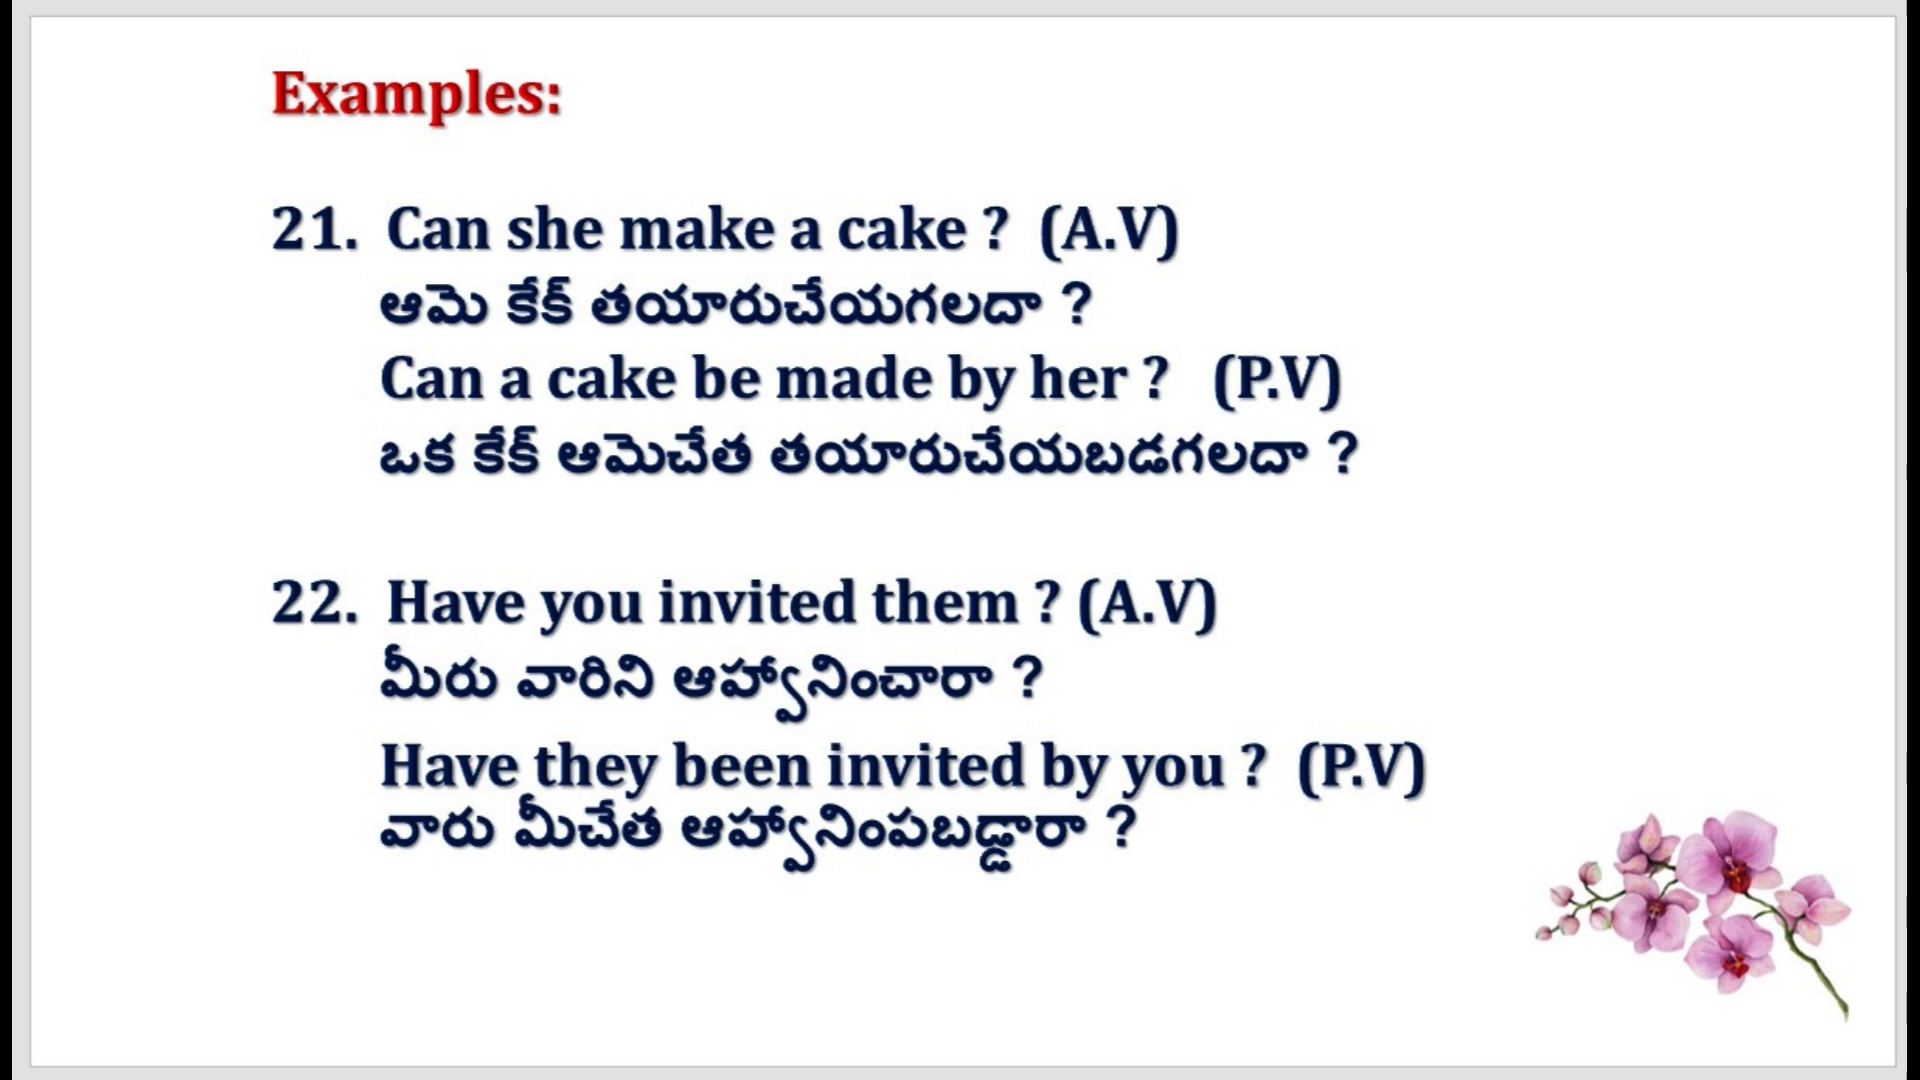 Examples:
21. Can she make a cake ? (A.V)
ఆమె కేక్ తయారుచేయగలదా ?
Can a cake be made by her ? (P.V)
ఒక కేక్ ఆమెచేత తయారుచేయబడగలదా ?
22. Have you invited them ? (A.V)
మీరు వారిని ఆహ్వానించారా ?
Have they been invited by you ? (P.V)
వారు మీచేత ఆహ్వానింపబడ్డారా ?